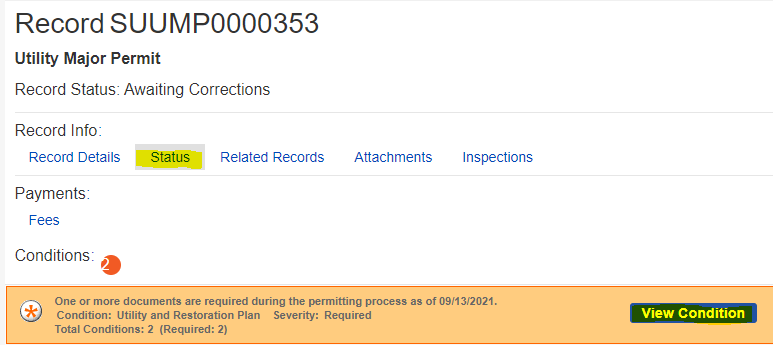 Record SUUMP0000353
Utility Major Permit
Record Status: Awaiting Corrections
Record Info:
Record Details Status Related Records Attachments Inspections
Payments:
Fees
Conditions: 2
One or more documents are required during the permitting process as of 09/13/2021.
Condition: Utility and Restoration Plan Severity: Required
Total Conditions: 2 (Required: 2)
View Condition